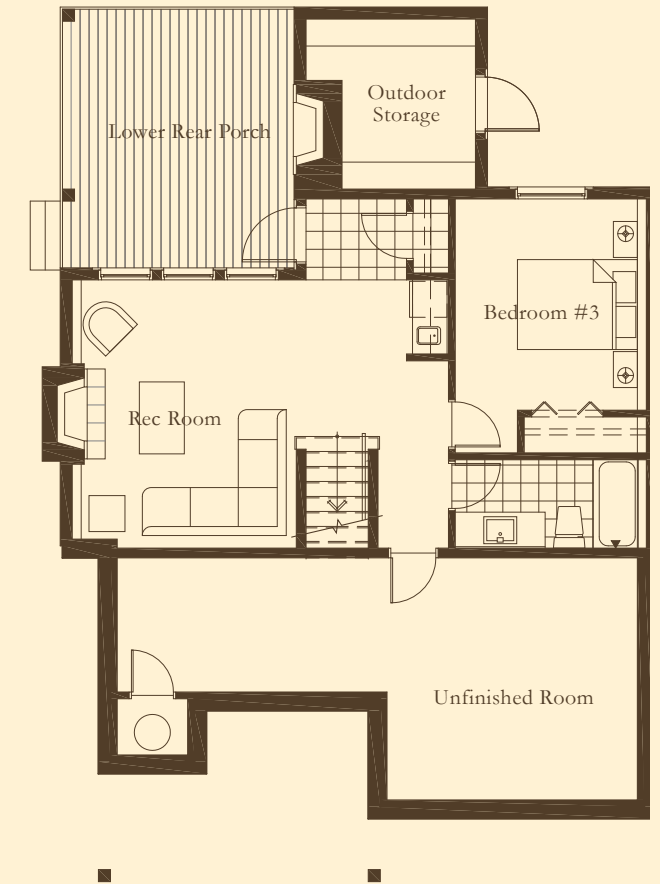 Outdoor
Storage
Lower Rear Porch
Bedroom #3
Rec Room
Unfinished Room